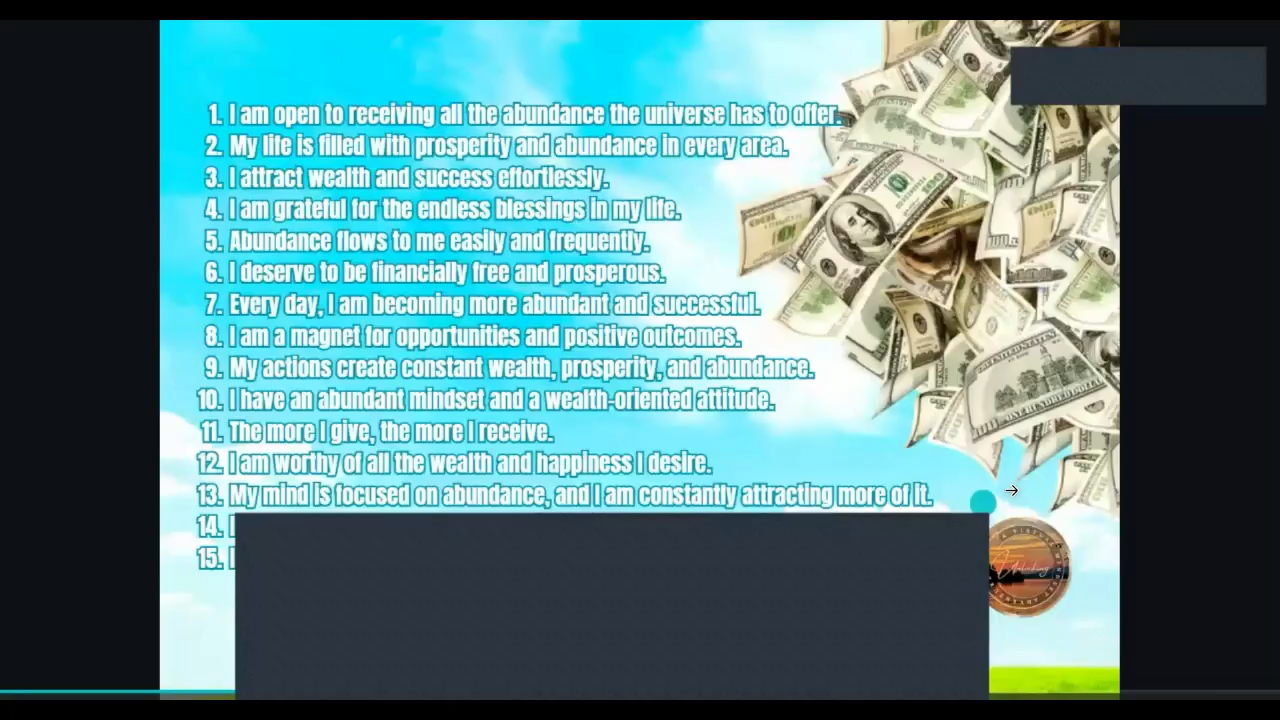 1. I am open to receiving all the abundance the universe has to offer.
2. My life is filled with prosperity and abundance in every area.
3. I attract wealth and success effortlessly.
4. I am grateful for the endless blessings in my life.
5. Abundance flows to me easily and frequently.
6. I deserve to be financially free and prosperous.
7. Every day, I am becoming more abundant and successful.
8. I am a magnet for opportunities and positive outcomes.
9. My actions create constant wealth, prosperity, and abundance.
10. I have an abundant mindset and a wealth-oriented attitude.
11. The more I give, the more I receive.
12. I am worthy of all the wealth and happiness I desire.
13. My mind is focused on abundance, and I am constantly attracting more of it.
14. I
15. I